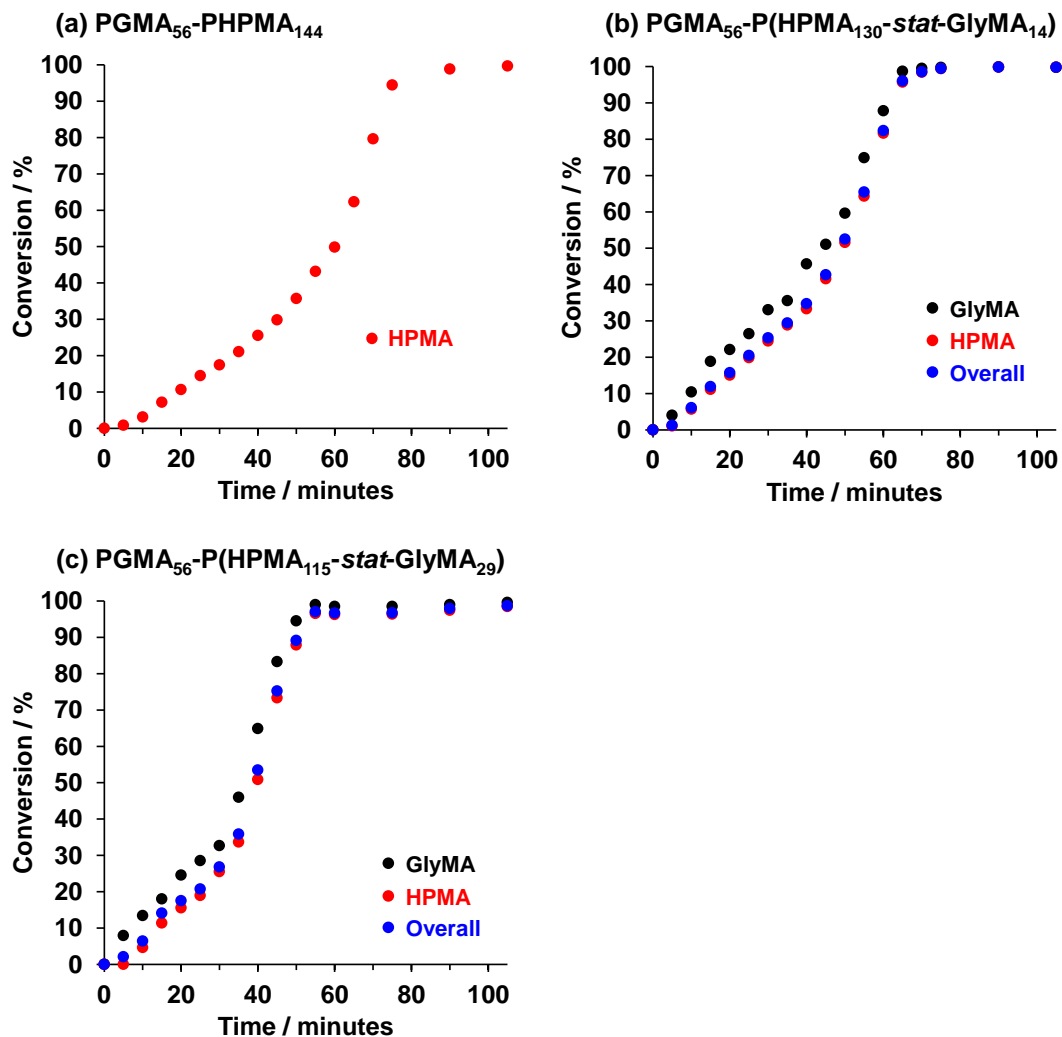 (a) PGMA₅₆-PHPMA₁₄₄
100
90
80
70
60
50
40
30
20
10
0
Conversion / %
HPMA
0 20 40 60 80 100
Time / minutes
(b) PGMA₅₆-P(HPMA₁₃₀-stat-GlyMA₁₄)
100
90
80
70
60
50
40
30
20
10
0
Conversion / %
GlyMA
HPMA
Overall
0 20 40 60 80 100
Time / minutes
(c) PGMA₅₆-P(HPMA₁₁₅-stat-GlyMA₂₉)
100
90
80
70
60
50
40
30
20
10
0
Conversion / %
GlyMA
HPMA
Overall
0 20 40 60 80 100
Time / minutes